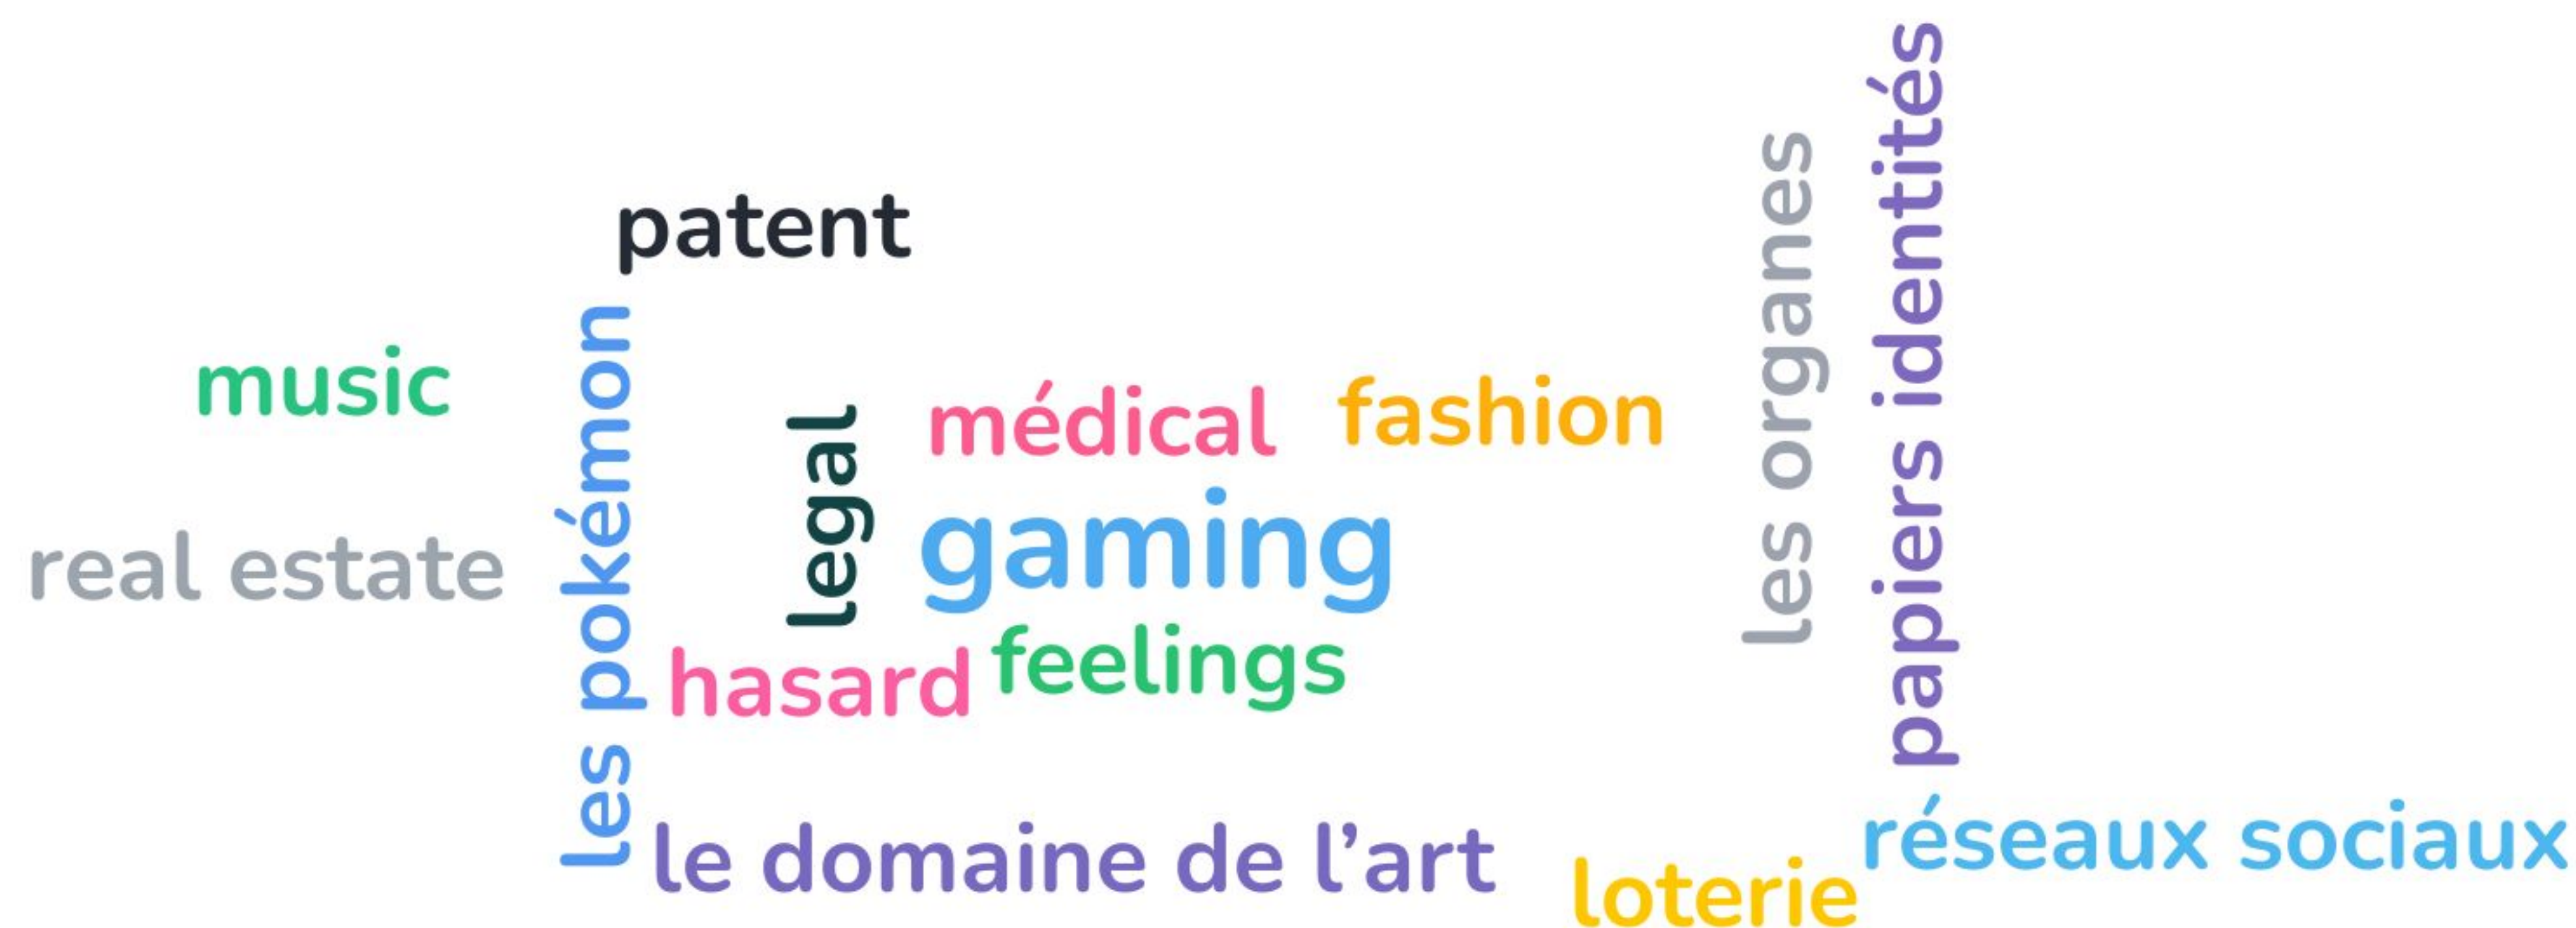 papiers identités
les organes
patent
les pokémon
music
fashion
médical
legal
gaming
real estate
feelings
hasard
réseaux sociaux
le domaine de l’art
loterie